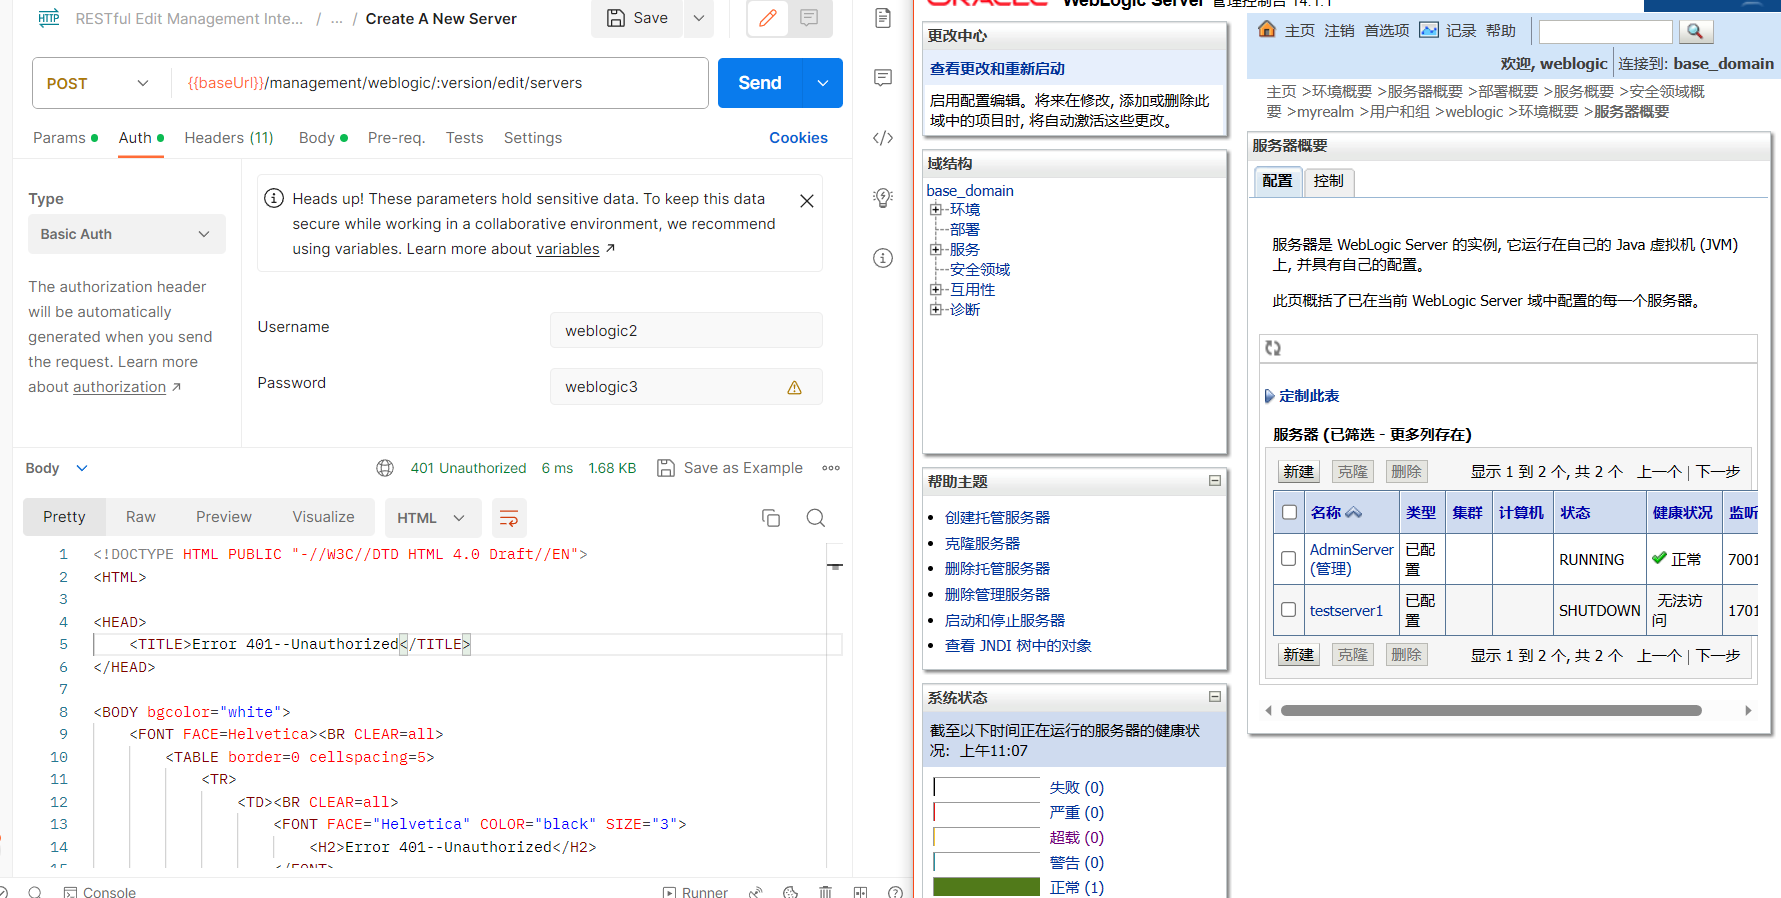 HTTP RESTful Edit Management Inte... / ... / Create A New Server
Save
POST
{{baseUrl}}/management/weblogic/:version/edit/servers
Send
Params
Auth
Headers (11)
Body
Pre-req.
Tests
Settings
Cookies
Type
Basic Auth
The authorization header
will be automatically
generated when you send
the request. Learn more
about authorization ↗
Heads up! These parameters hold sensitive data. To keep this data
secure while working in a collaborative environment, we recommend
using variables. Learn more about variables ↗
Username
weblogic2
Password
weblogic3
Body
401 Unauthorized
6 ms
1.68 KB
Save as Example
Pretty
Raw
Preview
Visualize
HTML
1 <!DOCTYPE HTML PUBLIC "-//W3C//DTD HTML 4.0 Draft//EN">
2 <HTML>
3
4 <HEAD>
5 <TITLE>Error 401--Unauthorized</TITLE>
6 </HEAD>
7
8 <BODY bgcolor="white">
9 <FONT FACE=Helvetica><BR CLEAR=all>
10 <TABLE border=0 cellspacing=5>
11 <TR>
12 <TD><BR CLEAR=all>
13 <FONT FACE="Helvetica" COLOR="black" SIZE="3">
14 <H2>Error 401--Unauthorized</H2>
15 </FONT>
Console
Runner
ORACLE WebLogic Server 管理控制台 14.1.1
更改中心
查看更改和重新启动
启用配置编辑。将来在修改, 添加或删除此
域中的项目时, 将自动激活这些更改。
域结构
base_domain
环境
部署
服务
安全领域
互用性
诊断
帮助主题
创建托管服务器
克隆服务器
删除托管服务器
删除管理服务器
启动和停止服务器
查看 JNDI 树中的对象
系统状态
截至以下时间正在运行的服务器的健康状
况: 上午11:07
失败 (0)
严重 (0)
超载 (0)
警告 (0)
正常 (1)
主页 注销 首选项 记录 帮助
欢迎, weblogic 连接到: base_domain
主页 >环境概要 >服务器概要 >部署概要 >服务概要 >安全领域概
要 >myrealm >用户和组 >weblogic >环境概要 >服务器概要
服务器概要
配置
控制
服务器是 WebLogic Server 的实例, 它运行在自己的 Java 虚拟机 (JVM)
上, 并具有自己的配置。
此页概括了已在当前 WebLogic Server 域中配置的每一个服务器。
定制此表
服务器 (已筛选 - 更多列存在)
新建 克隆 删除 显示 1 到 2 个, 共 2 个 上一个 | 下一步
名称 类型 集群 计算机 状态 健康状况 监听
AdminServer(管理) 已配置 RUNNING 正常 7001
testserver1 已配置 SHUTDOWN 无法访问 1701
新建 克隆 删除 显示 1 到 2 个, 共 2 个 上一个 | 下一步